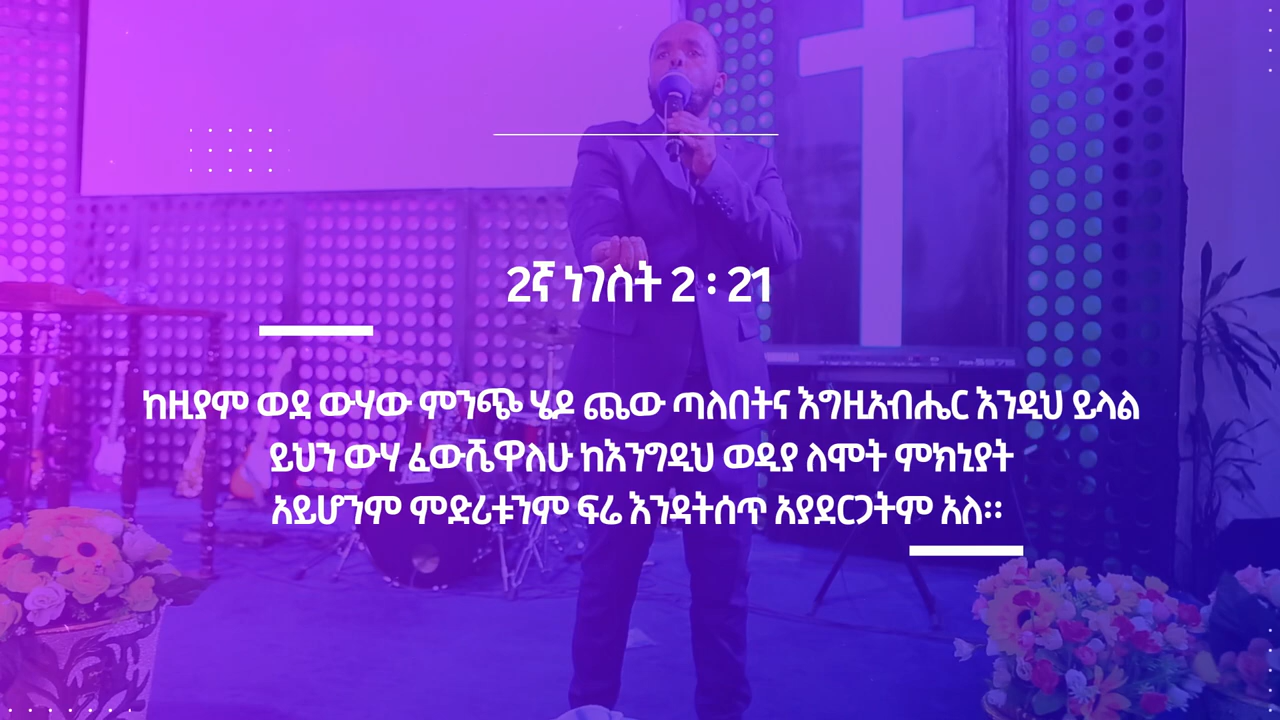 2ኛ ነገስት 2 : 21
ከዚያም ወደ ውሃው ምንጭ ሄዶ ጨው ጣለበትና እግዚአብሔር እንዲህ ይላል
ይህን ውሃ ፈውሼዋለሁ ከእንግዲህ ወዲያ ለሞት ምክኒያት
አይሆንም ምድሪቱንም ፍሬ እንዳትሰጥ አያደርጋትም አለ።